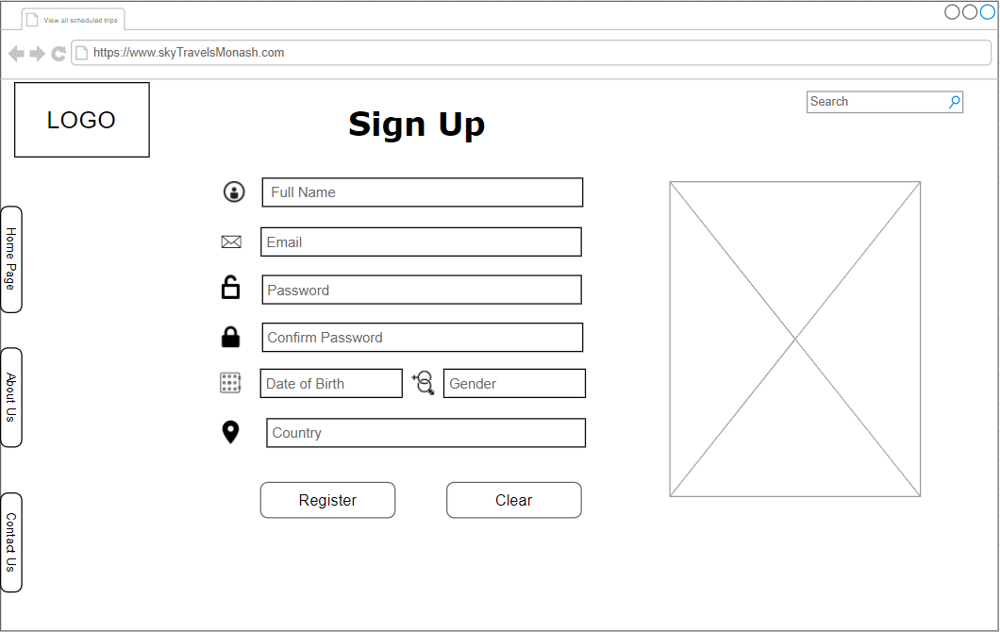 View all scheduled trips
https://www.skyTravelsMonash.com
LOGO
Sign Up
Search
Full Name
Email
Password
Confirm Password
Date of Birth
Gender
Country
Register
Clear
Home Page
About Us
Contact Us